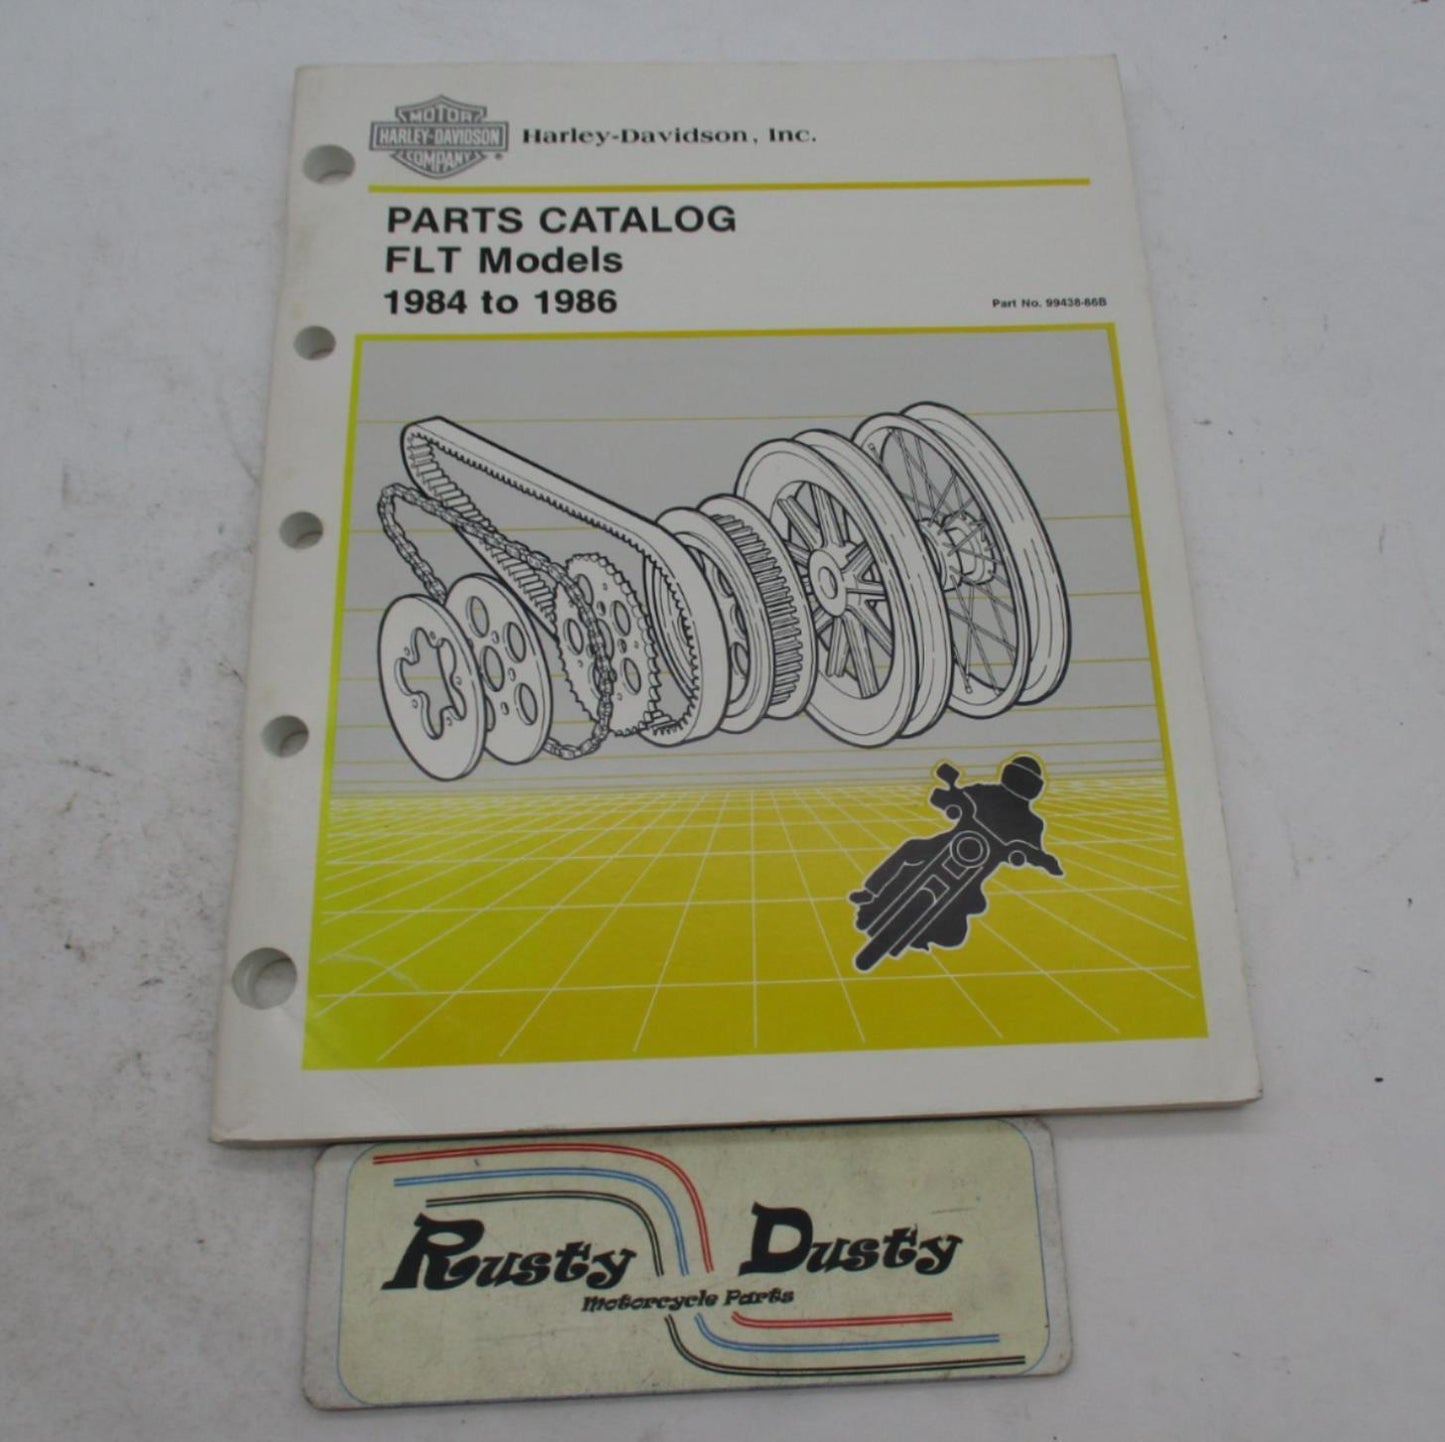 MOTOR
HARLEY-DAVIDSON
COMPANY
®
Harley-Davidson, Inc.
PARTS CATALOG
FLT Models
1984 to 1986
Part No. 99438-86B
Rusty Dusty
Motorcycle Parts